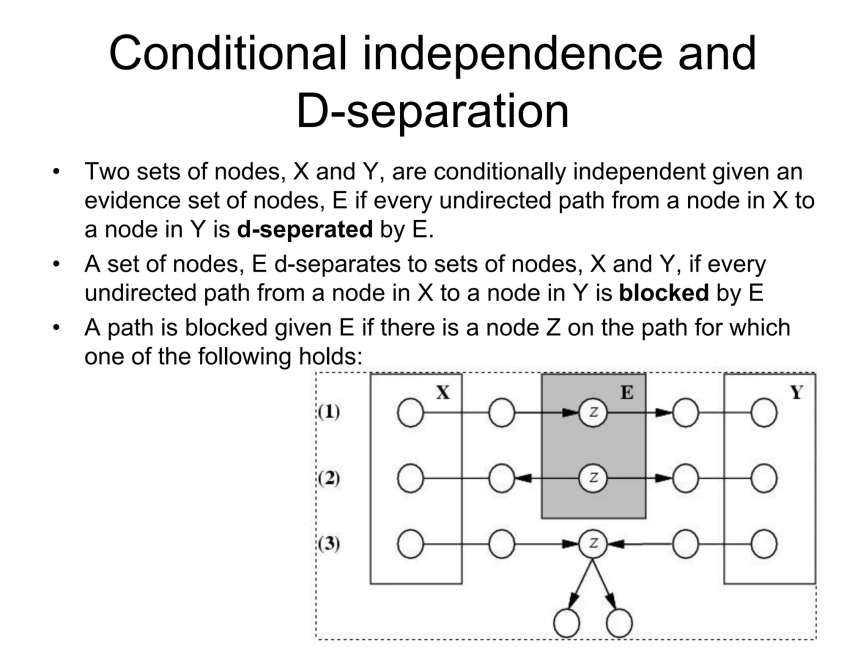 Conditional independence and
D-separation
• Two sets of nodes, X and Y, are conditionally independent given an
evidence set of nodes, E if every undirected path from a node in X to
a node in Y is d-seperated by E.
• A set of nodes, E d-separates to sets of nodes, X and Y, if every
undirected path from a node in X to a node in Y is blocked by E
• A path is blocked given E if there is a node Z on the path for which
one of the following holds:
X E Y
(1) Z
(2) Z
(3) Z